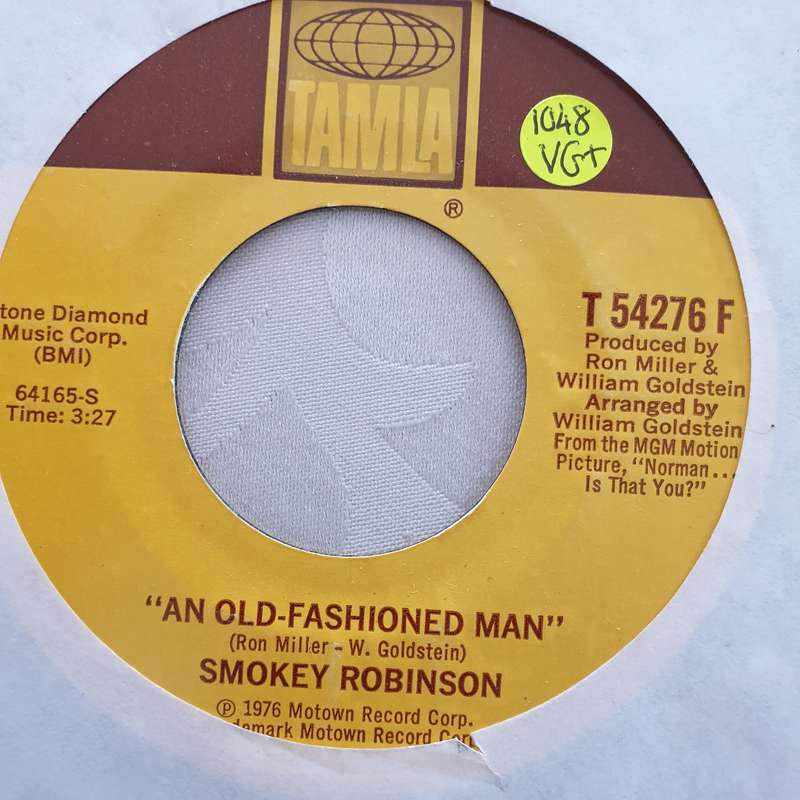 TAMLA
®
1048
VG+
tone Diamond
Music Corp.
(BMI)
64165-S
Time: 3:27
T 54276 F
Produced by
Ron Miller &
William Goldstein
Arranged by
William Goldstein
From the MGM Motion
Picture, "Norman...
Is That You?"
"AN OLD-FASHIONED MAN"
(Ron Miller - W. Goldstein)
SMOKEY ROBINSON
℗ 1976 Motown Record Corp.
demark Motown Record Corp